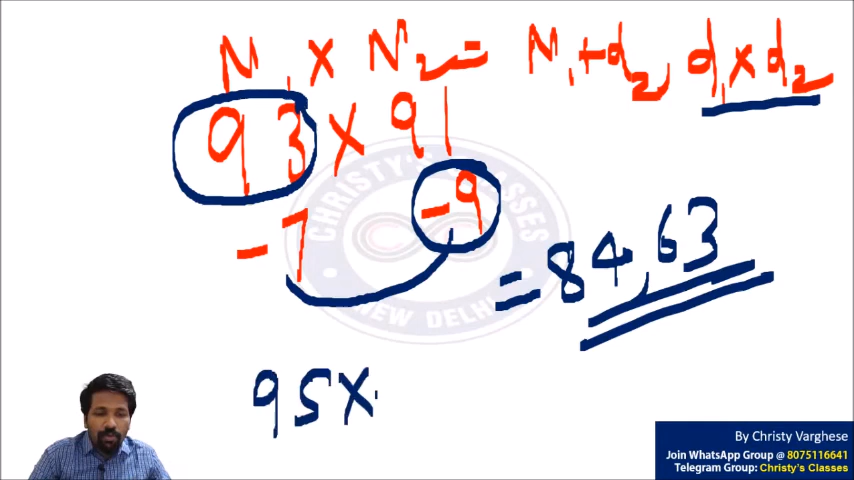 N₁ × N₂ = N₁+d₂, d₁×d₂
93 × 91
-7 -9
= 84,63
95×
CHRISTY'S CLASSES
NEW DELHI
By Christy Varghese
Join WhatsApp Group @ 8075116641
Telegram Group: Christy's Classes